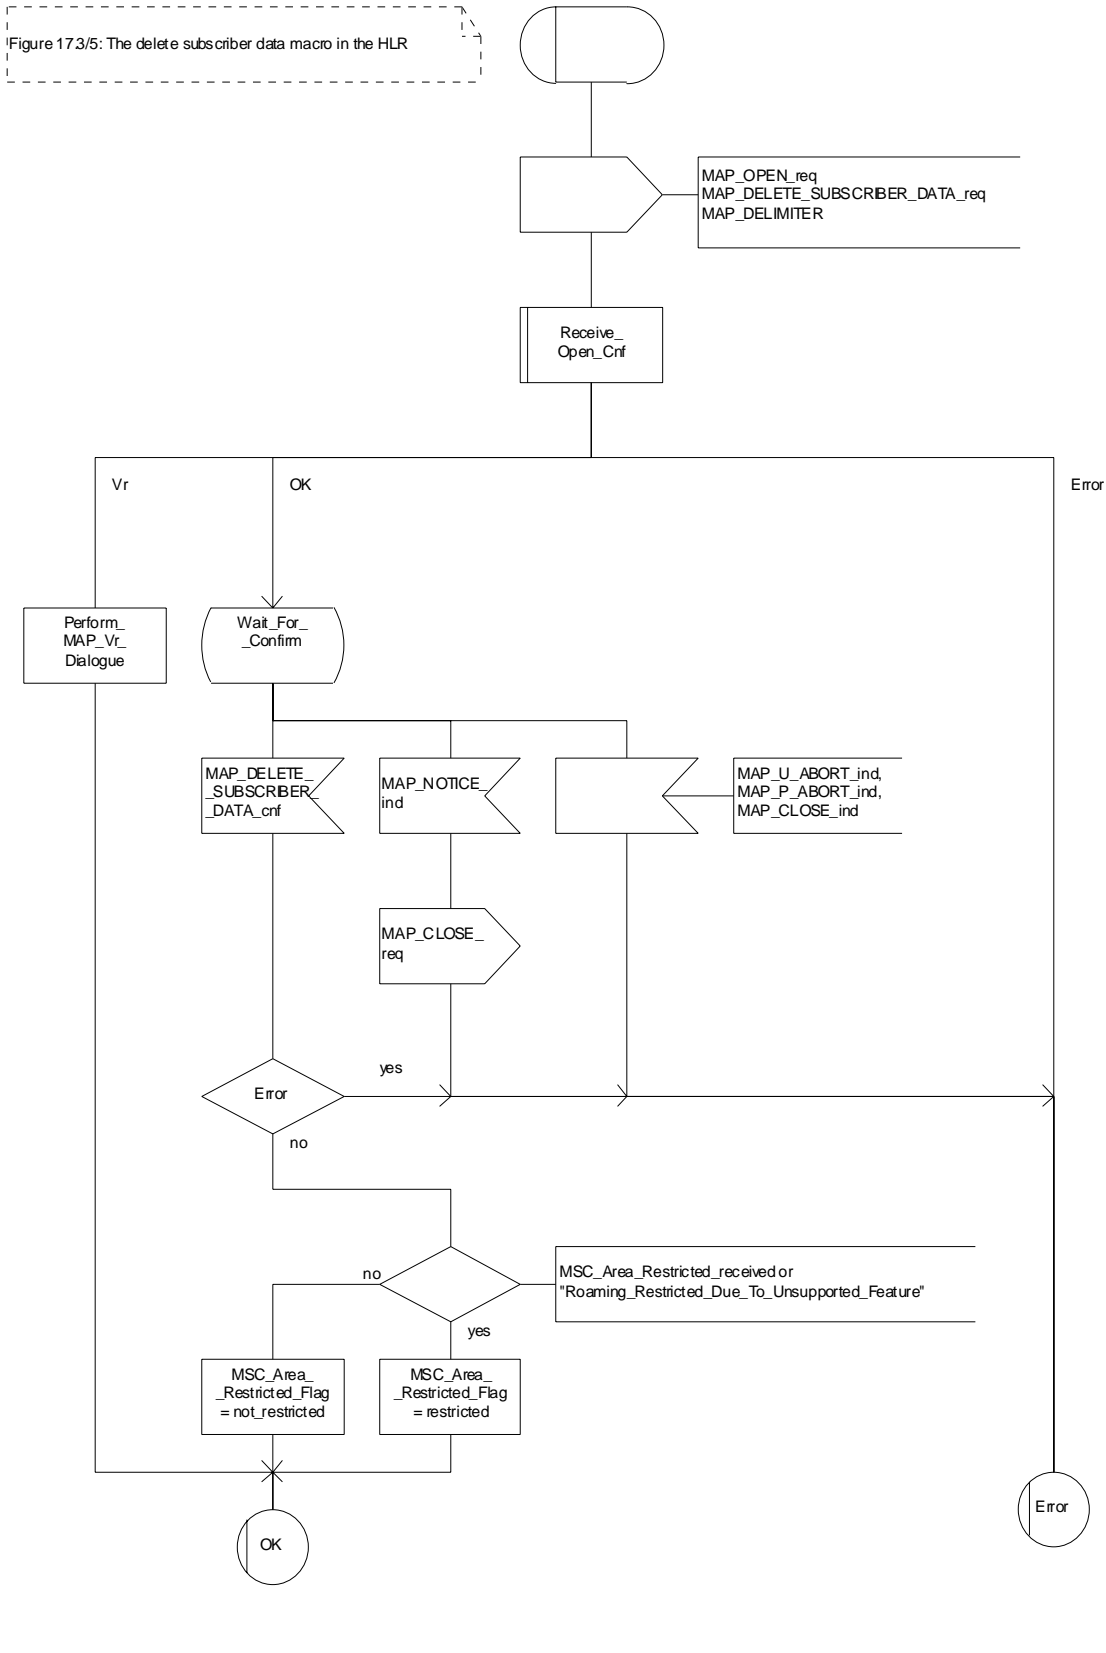 Figure 17.3/5: The delete subscriber data macro in the HLR
MAP_OPEN_req
MAP_DELETE_SUBSCRIBER_DATA_req
MAP_DELIMITER
Receive_
Open_Cnf
Vr
OK
Error
Perform_
MAP_Vr_
Dialogue
Wait_For_
_Confirm
MAP_DELETE_
_SUBSCRIBER_
_DATA_cnf
MAP_NOTICE_
ind
MAP_U_ABORT_ind,
MAP_P_ABORT_ind,
MAP_CLOSE_ind
MAP_CLOSE_
req
Error
yes
no
no
MSC_Area_Restricted_received or
"Roaming_Restricted_Due_To_Unsupported_Feature"
yes
MSC_Area_
_Restricted_Flag
= not_restricted
MSC_Area_
_Restricted_Flag
= restricted
Error
OK